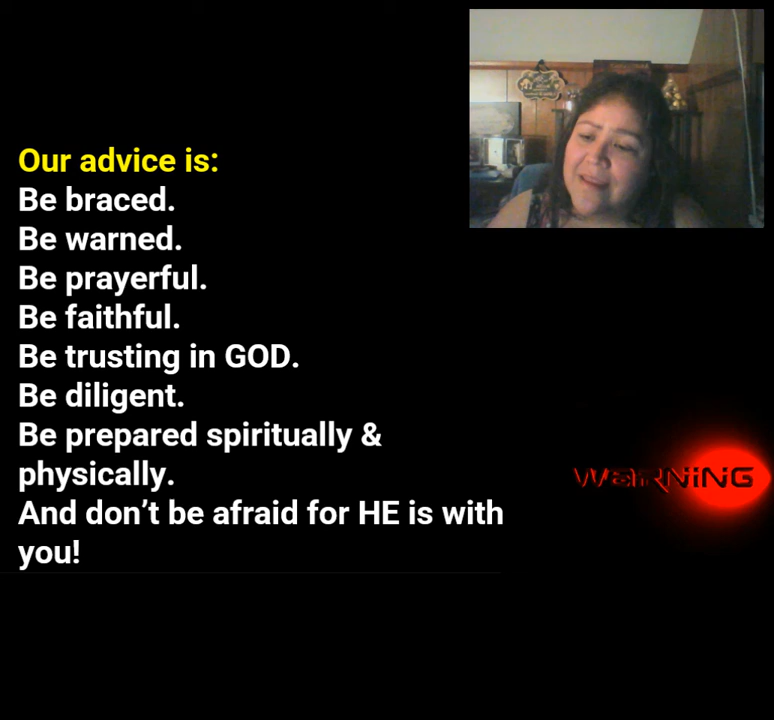 Our advice is:
Be braced.
Be warned.
Be prayerful.
Be faithful.
Be trusting in GOD.
Be diligent.
Be prepared spiritually &
physically.
And don’t be afraid for HE is with
you!
WARNiNG